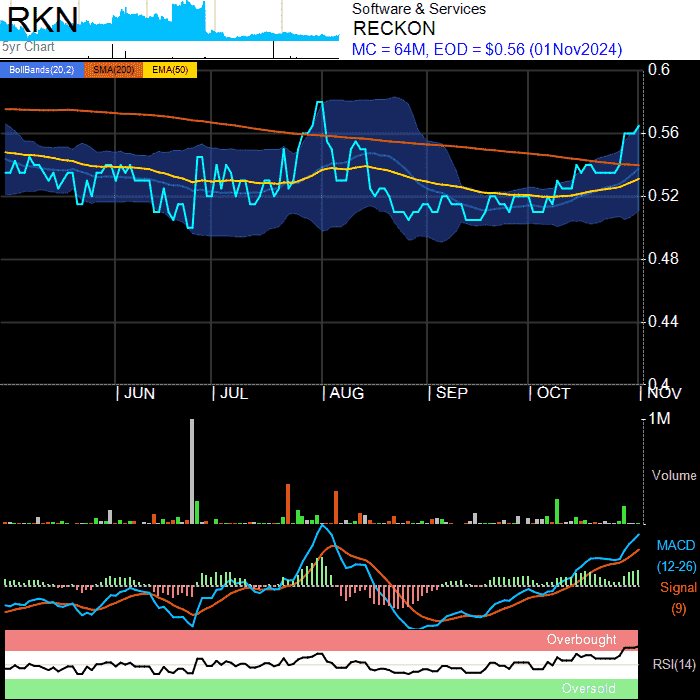 RKN
5yr Chart
Software & Services
RECKON
MC = 64M, EOD = $0.56 (01Nov2024)
BollBands(20,2) SMA(200) EMA(50)
0.6
0.56
0.52
0.48
0.44
0.4
JUN JUL AUG SEP OCT NOV
1M
Volume
MACD
(12-26)
Signal
(9)
Overbought
RSI(14)
Oversold